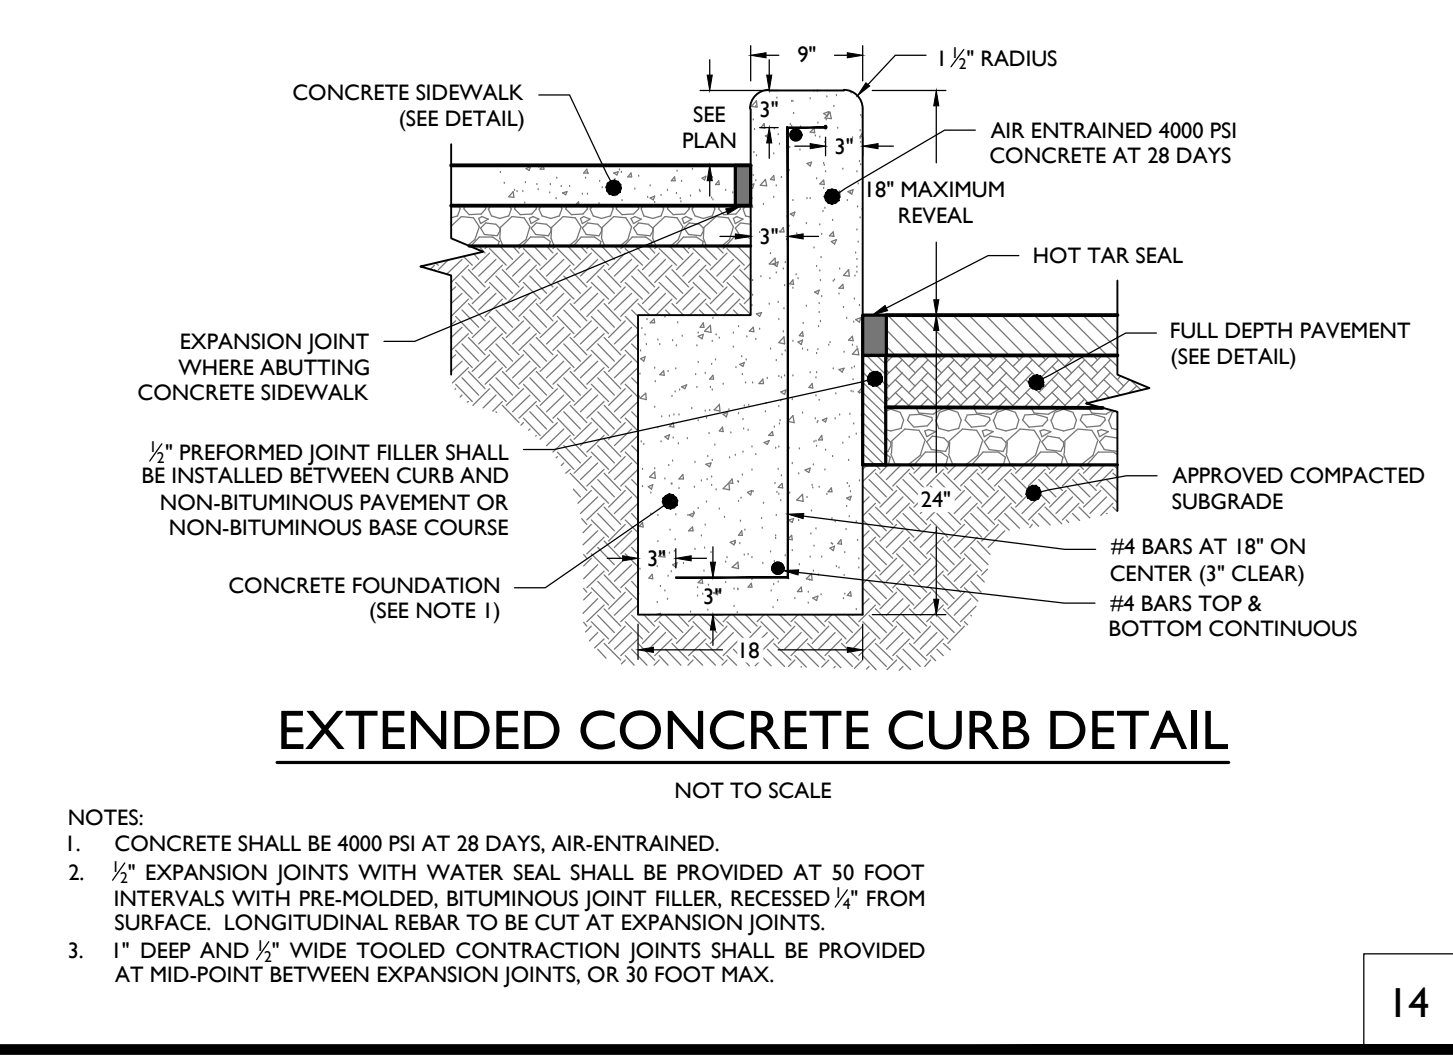 9"
1 ½" RADIUS
CONCRETE SIDEWALK
(SEE DETAIL)
SEE
PLAN
3"
3"
AIR ENTRAINED 4000 PSI
CONCRETE AT 28 DAYS
18" MAXIMUM
REVEAL
3"
HOT TAR SEAL
EXPANSION JOINT
WHERE ABUTTING
CONCRETE SIDEWALK
FULL DEPTH PAVEMENT
(SEE DETAIL)
½" PREFORMED JOINT FILLER SHALL
BE INSTALLED BETWEEN CURB AND
NON-BITUMINOUS PAVEMENT OR
NON-BITUMINOUS BASE COURSE
24"
APPROVED COMPACTED
SUBGRADE
3"
#4 BARS AT 18" ON
CENTER (3" CLEAR)
CONCRETE FOUNDATION
(SEE NOTE 1)
3"
#4 BARS TOP &
BOTTOM CONTINUOUS
18
EXTENDED CONCRETE CURB DETAIL
NOT TO SCALE
NOTES:
1. CONCRETE SHALL BE 4000 PSI AT 28 DAYS, AIR-ENTRAINED.
2. ½" EXPANSION JOINTS WITH WATER SEAL SHALL BE PROVIDED AT 50 FOOT
INTERVALS WITH PRE-MOLDED, BITUMINOUS JOINT FILLER, RECESSED ¼" FROM
SURFACE. LONGITUDINAL REBAR TO BE CUT AT EXPANSION JOINTS.
3. 1" DEEP AND ½" WIDE TOOLED CONTRACTION JOINTS SHALL BE PROVIDED
AT MID-POINT BETWEEN EXPANSION JOINTS, OR 30 FOOT MAX.
14